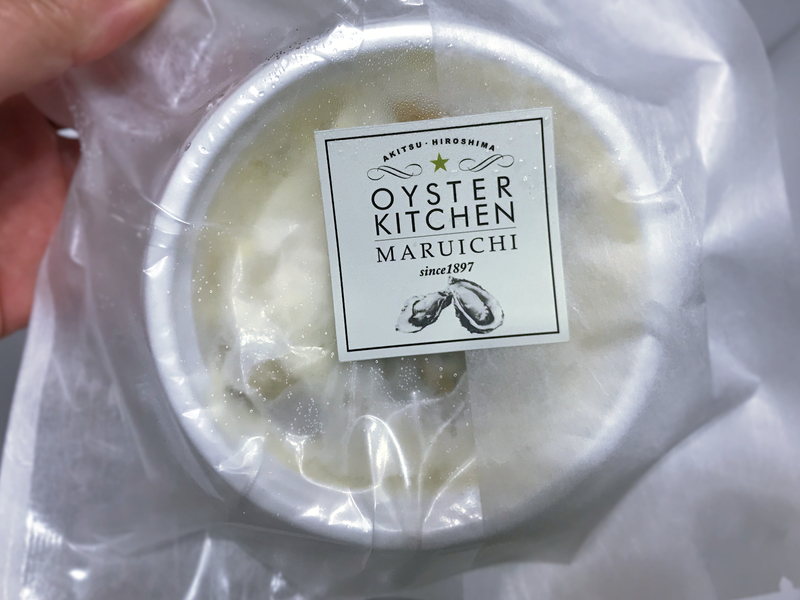 AKITSU·HIROSHIMA
OYSTER
KITCHEN
MARUICHI
since1897